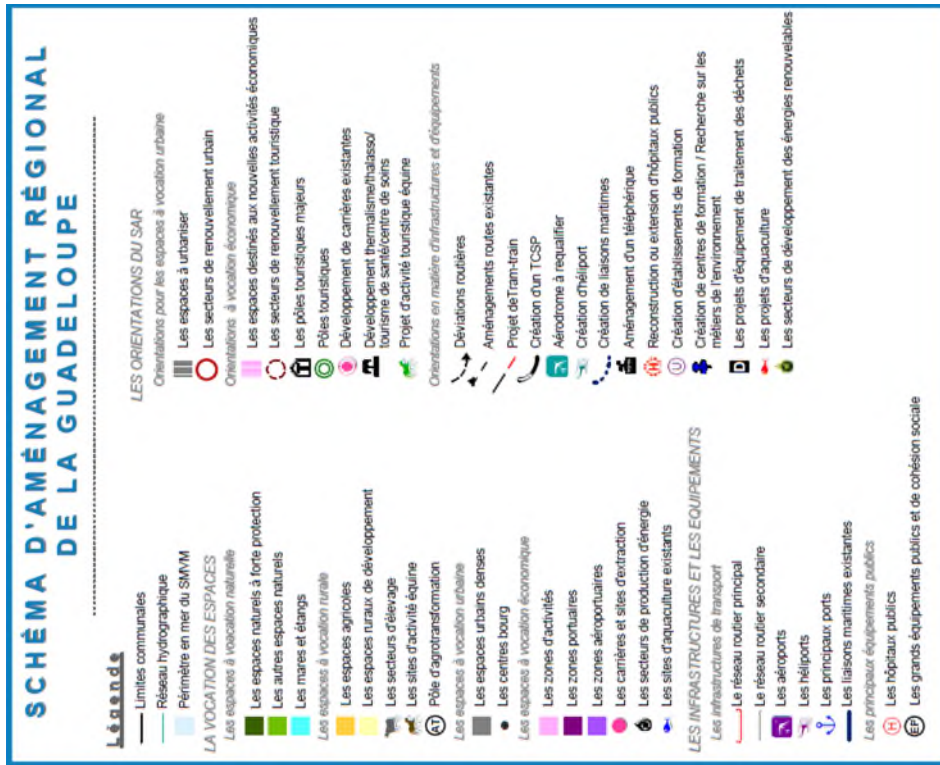 SCHÉMA D'AMÉNAGEMENT RÉGIONAL
DE LA GUADELOUPE
Légende
Limites communales
Réseau hydrographique
Périmètre en mer du SMVM
LA VOCATION DES ESPACES
Les espaces à vocation naturelle
Les espaces naturels à forte protection
Les autres espaces naturels
Les mares et étangs
Les espaces à vocation rurale
Les espaces agricoles
Les espaces ruraux de développement
Les secteurs d'élevage
Les sites d'activité équine
AT Pôle d'agrotransformation
Les espaces à vocation urbaine
Les espaces urbains denses
Les centres bourg
Les espaces à vocation économique
Les zones d'activités
Les zones portuaires
Les zones aéroportuaires
Les carrières et sites d'extraction
Les secteurs de production d'énergie
Les sites d'aquaculture existants
LES INFRASTRUCTURES ET LES EQUIPEMENTS
Les infrastructures de transport
Le réseau routier principal
Le réseau routier secondaire
Les aéroports
Les héliports
Les principaux ports
Les liaisons maritimes existantes
Les principaux équipements publics
H Les hôpitaux publics
EP Les grands équipements publics et de cohésion sociale
LES ORIENTATIONS DU SAR
Orientations pour les espaces à vocation urbaine
Les espaces à urbaniser
Les secteurs de renouvellement urbain
Orientations à vocation économique
Les espaces destinés aux nouvelles activités économiques
Les secteurs de renouvellement touristique
Les pôles touristiques majeurs
Pôles touristiques
Développement de carrières existantes
Développement thermalisme/thalasso/
tourisme de santé/centre de soins
Projet d'activité touristique équine
Orientations en matière d'infrastructures et d'équipements
Déviations routières
Aménagements routes existantes
Projet deTram-train
Création d'un TCSP
Aérodrome à requalifier
Création d'héliport
Création de liaisons maritimes
Aménagement d'un téléphérique
H Reconstruction ou extension d'hôpitaux publics
U Création d'établissements de formation
Création de centres de formation / Recherche sur les
métiers de l'environnement
D Les projets d'équipement de traitement des déchets
Les projets d'aquaculture
Les secteurs de développement des énergies renouvelables